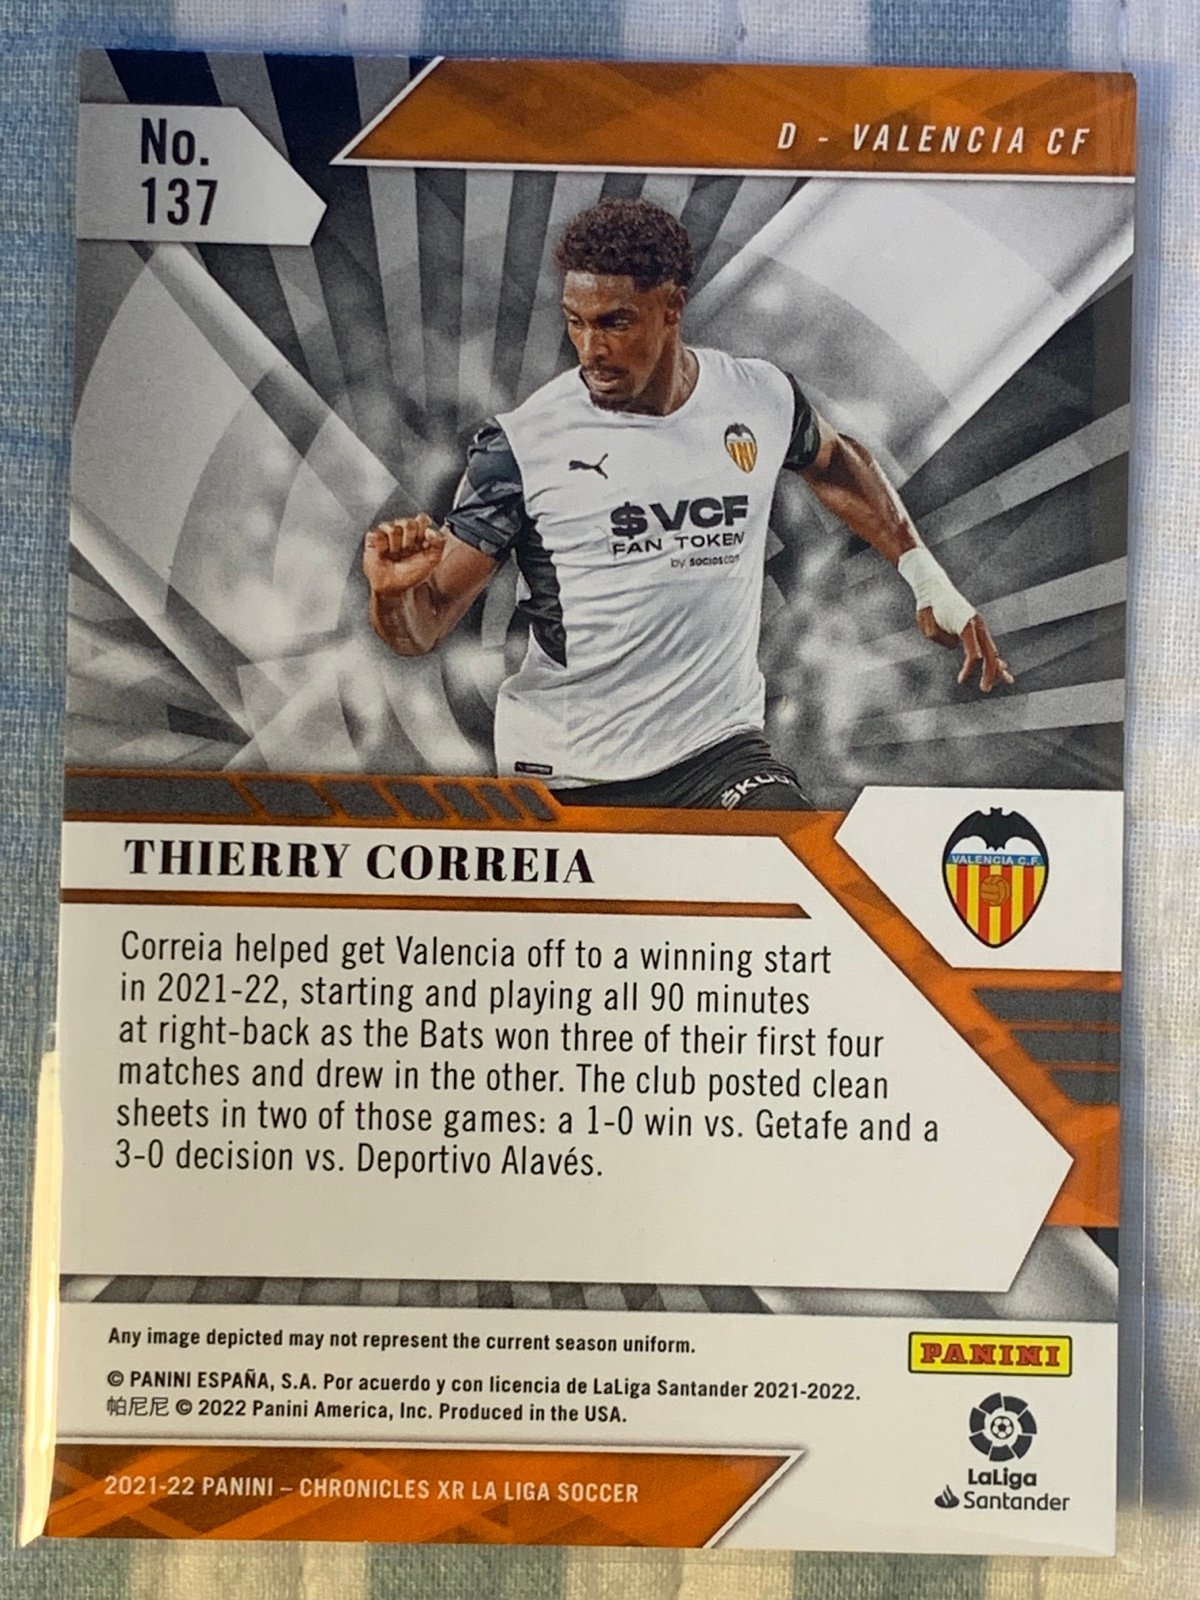 No.
137
D - VALENCIA CF
$VCF
FAN TOKEN
by socios.com
ŠKODA
VALENCIA C.F.
THIERRY CORREIA
Correia helped get Valencia off to a winning start
in 2021-22, starting and playing all 90 minutes
at right-back as the Bats won three of their first four
matches and drew in the other. The club posted clean
sheets in two of those games: a 1-0 win vs. Getafe and a
3-0 decision vs. Deportivo Alavés.
Any image depicted may not represent the current season uniform.
© PANINI ESPAÑA, S.A. Por acuerdo y con licencia de LaLiga Santander 2021-2022.
帕尼尼 © 2022 Panini America, Inc. Produced in the USA.
PANINI
LaLiga
Santander
2021-22 PANINI – CHRONICLES XR LA LIGA SOCCER